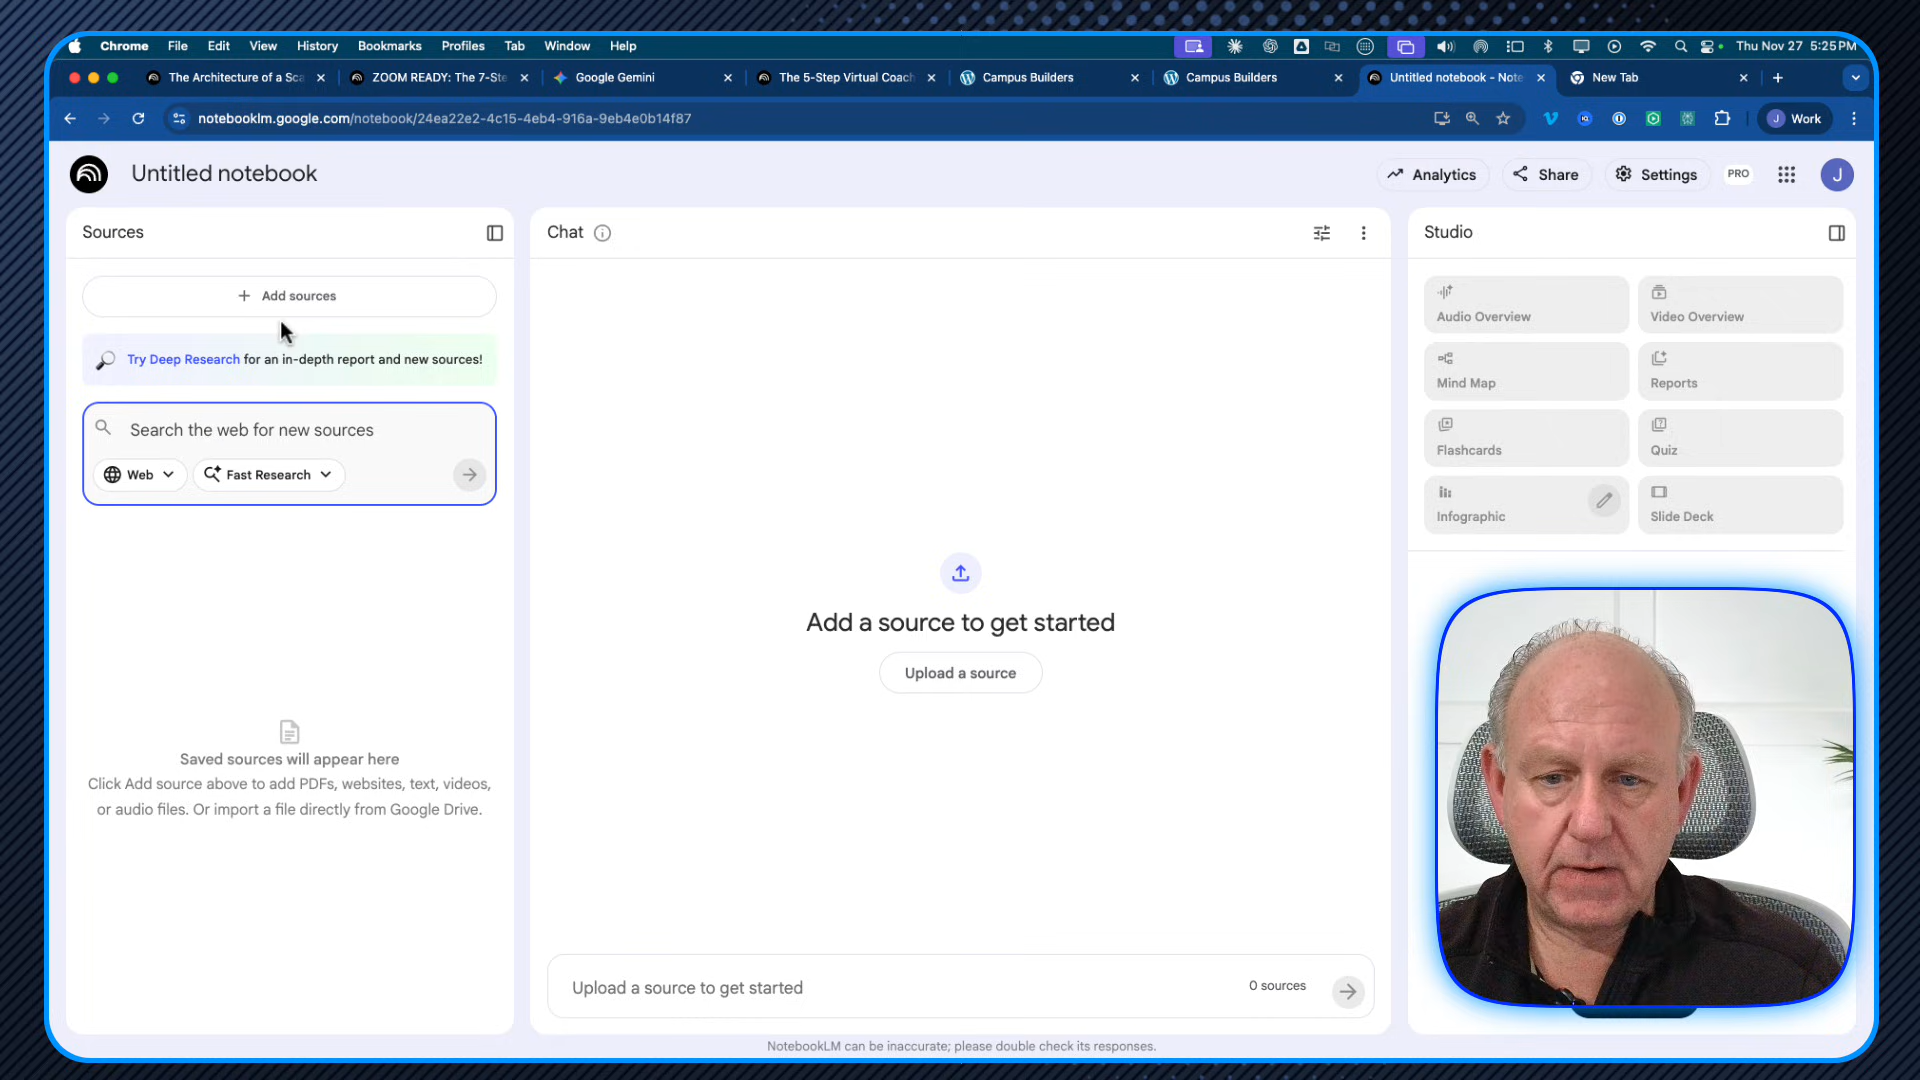 Chrome File Edit View History Bookmarks Profiles Tab Window Help Thu Nov 27 5:25 PM
The Architecture of a Sca ZOOM READY: The 7-Ste Google Gemini The 5-Step Virtual Coach Campus Builders Campus Builders Untitled notebook - Note New Tab
notebooklm.google.com/notebook/24ea22e2-4c15-4eb4-916a-9eb4e0b14f87 J Work
Untitled notebook Analytics Share Settings PRO J
Sources
+ Add sources
Try Deep Research for an in-depth report and new sources!
Search the web for new sources
Web Fast Research
Saved sources will appear here
Click Add source above to add PDFs, websites, text, videos,
or audio files. Or import a file directly from Google Drive.
Chat
Add a source to get started
Upload a source
Upload a source to get started 0 sources
NotebookLM can be inaccurate; please double check its responses.
Studio
Audio Overview Video Overview
Mind Map Reports
Flashcards Quiz
Infographic Slide Deck